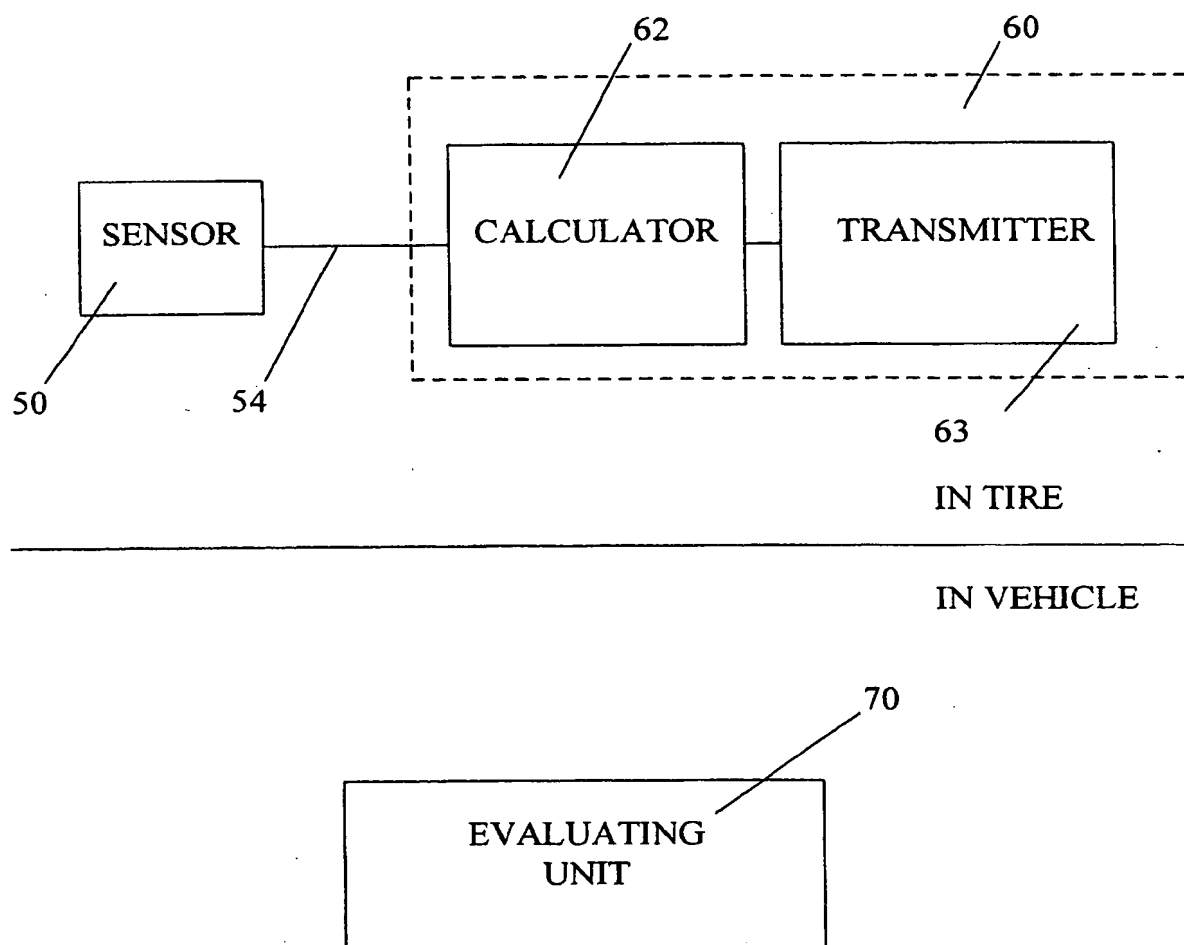 62
60
SENSOR
CALCULATOR
TRANSMITTER
50
54
63
IN TIRE
IN VEHICLE
70
EVALUATING
UNIT